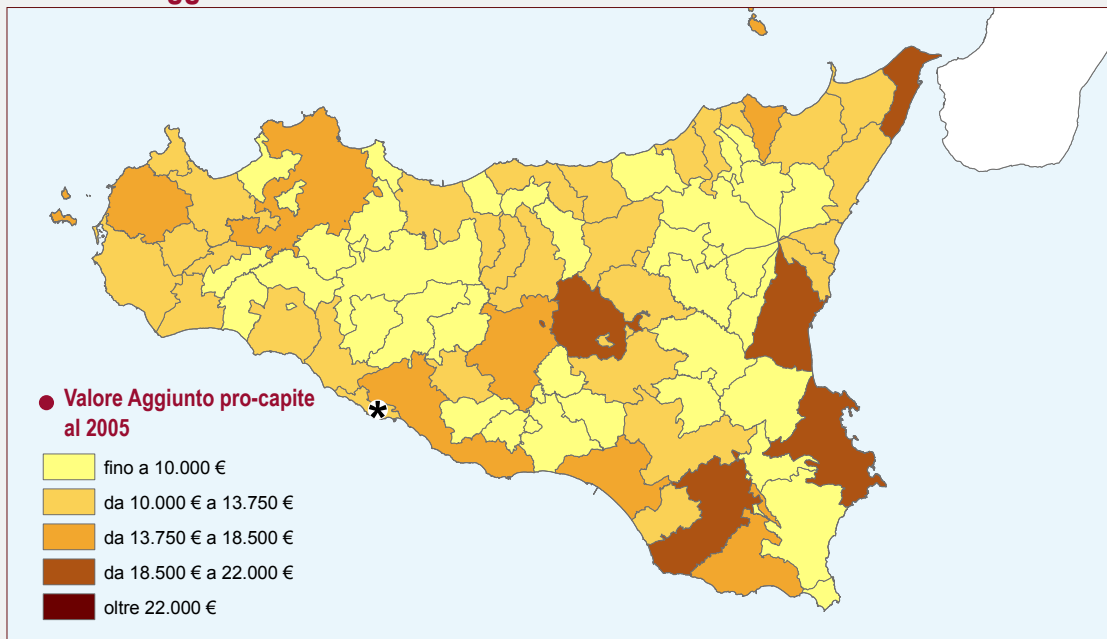 Valore Aggiunto pro-capite
al 2005
fino a 10.000 €
da 10.000 € a 13.750 €
da 13.750 € a 18.500 €
da 18.500 € a 22.000 €
oltre 22.000 €